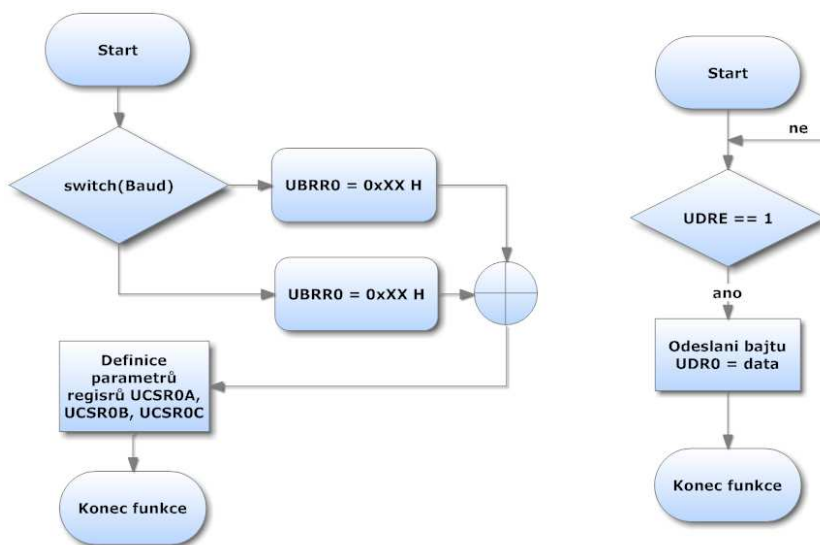 Start
switch(Baud)
UBRR0 = 0xXX H
UBRR0 = 0xXX H
Definice
parametrů
regisrů UCSR0A,
UCSR0B, UCSR0C
Konec funkce
Start
ne
UDRE == 1
ano
Odeslani bajtu
UDR0 = data
Konec funkce